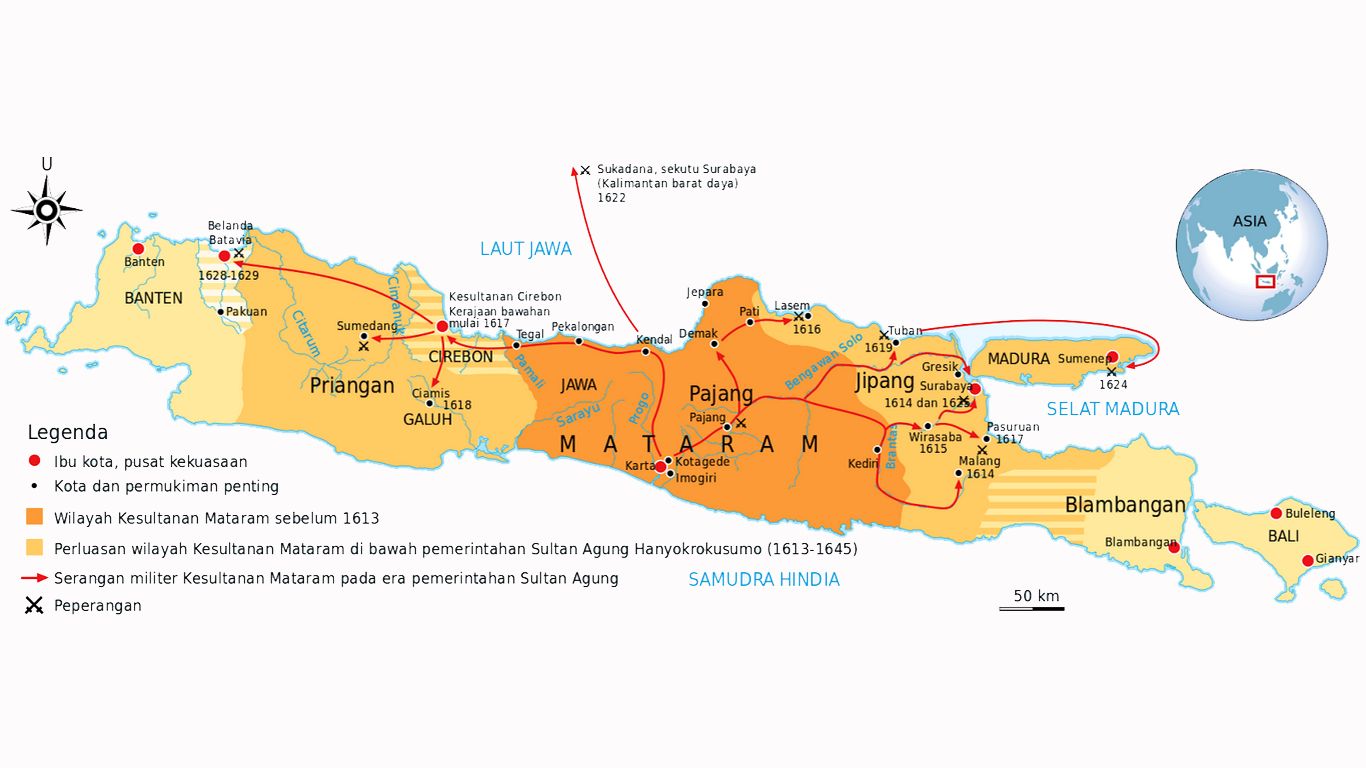 U
Sukadana, sekutu Surabaya
(Kalimantan barat daya)
1622
ASIA
Belanda
Batavia
LAUT JAWA
Banten
1628-1629
BANTEN
Cimanuk
Jepara
Kesultanan Cirebon
Kerajaan bawahan
mulai 1617
Lasem
Pakuan
Citarum
Sumedang
Tegal
Pekalongan
Pati
1616
Kendal
Demak
Tuban
1619
CIREBON
Bengawan Solo
MADURA
Sumenep
Gresik
Pamali
JAWA
Priangan
Pajang
Jipang
Surabaya
1624
Ciamis
1618
Progo
1614 dan 1625
SELAT MADURA
GALUH
Sarayu
Pajang
Legenda
MATARAM
Brantas
Wirasaba
1615
Pasuruan
1617
Ibu kota, pusat kekuasaan
Karta
Kotagede
Kediri
Malang
1614
Imogiri
Kota dan permukiman penting
Blambangan
Wilayah Kesultanan Mataram sebelum 1613
Buleleng
BALI
Blambangan
Perluasan wilayah Kesultanan Mataram di bawah pemerintahan Sultan Agung Hanyokrokusumo (1613-1645)
Gianyar
Serangan militer Kesultanan Mataram pada era pemerintahan Sultan Agung
SAMUDRA HINDIA
50 km
Peperangan